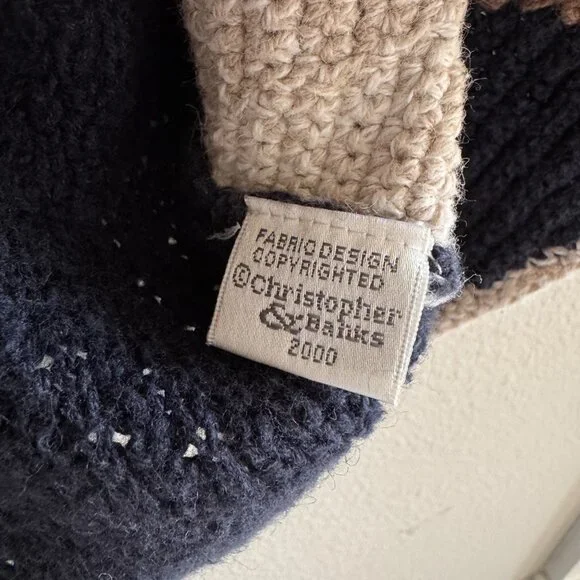 FABRIC DESIGN
COPYRIGHTED
©Christopher
& Banks
2000